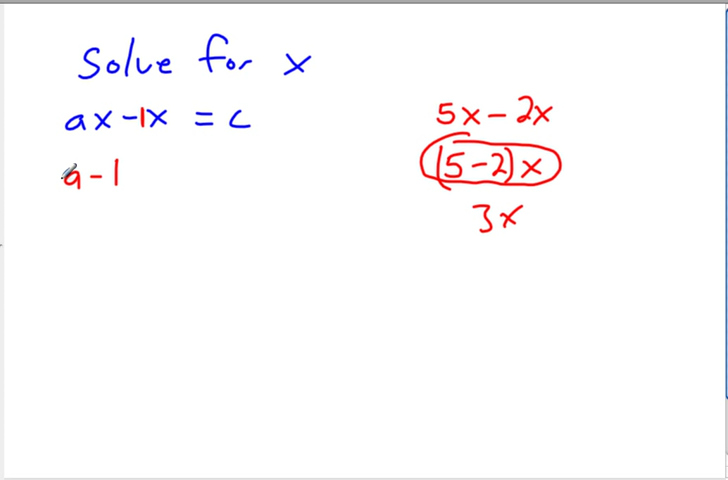 Solve for x
ax - 1x = c
a - 1
5x - 2x
(5 - 2)x
3x